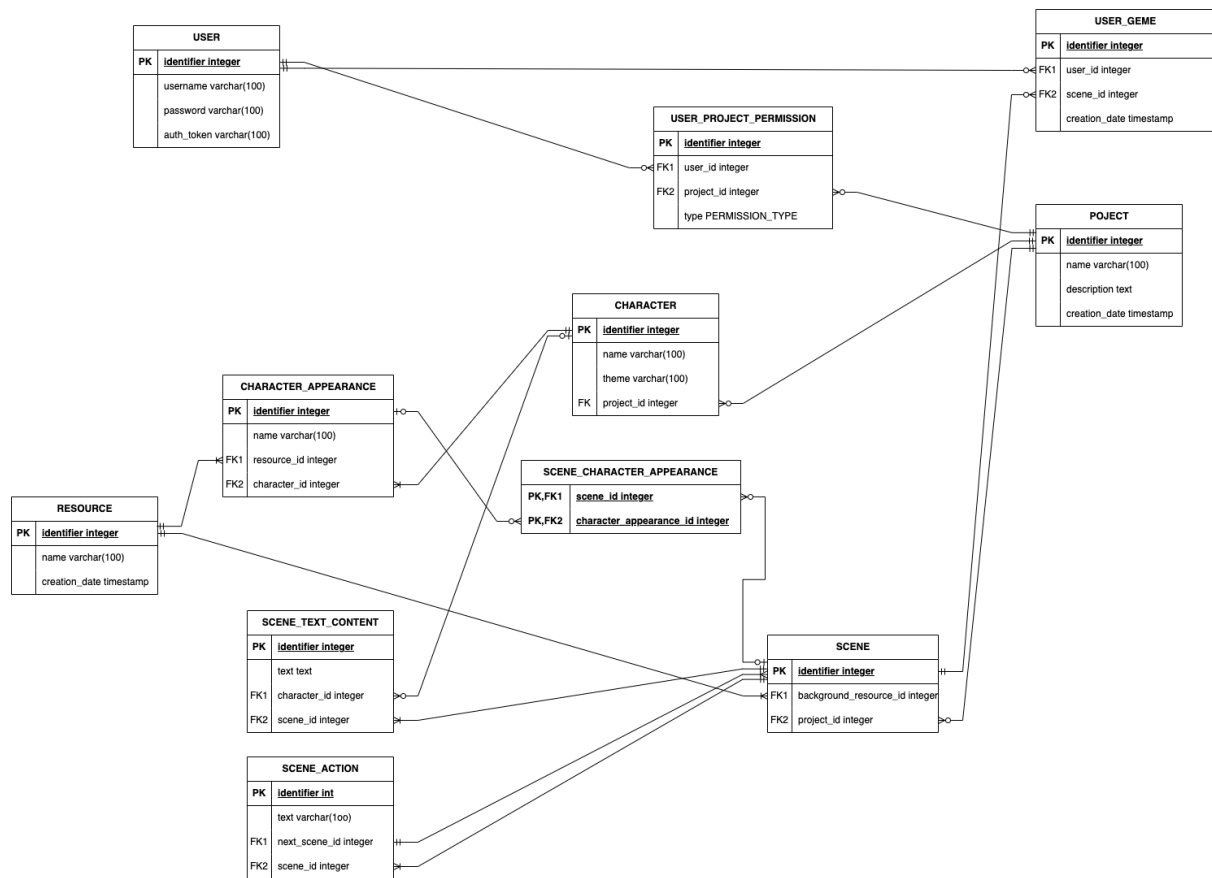 USER
PK identifier integer
username varchar(100)
password varchar(100)
auth_token varchar(100)
USER_GEME
PK identifier integer
FK1 user_id integer
FK2 scene_id integer
creation_date timestamp
USER_PROJECT_PERMISSION
PK identifier integer
FK1 user_id integer
FK2 project_id integer
type PERMISSION_TYPE
POJECT
PK identifier integer
name varchar(100)
description text
creation_date timestamp
CHARACTER
PK identifier integer
name varchar(100)
theme varchar(100)
FK project_id integer
CHARACTER_APPEARANCE
PK identifier integer
name varchar(100)
FK1 resource_id integer
FK2 character_id integer
SCENE_CHARACTER_APPEARANCE
PK,FK1 scene_id integer
PK,FK2 character_appearance_id integer
RESOURCE
PK identifier integer
name varchar(100)
creation_date timestamp
SCENE_TEXT_CONTENT
PK identifier integer
text text
FK1 character_id integer
FK2 scene_id integer
SCENE
PK identifier integer
FK1 background_resource_id integer
FK2 project_id integer
SCENE_ACTION
PK identifier int
text varchar(1oo)
FK1 next_scene_id integer
FK2 scene_id integer